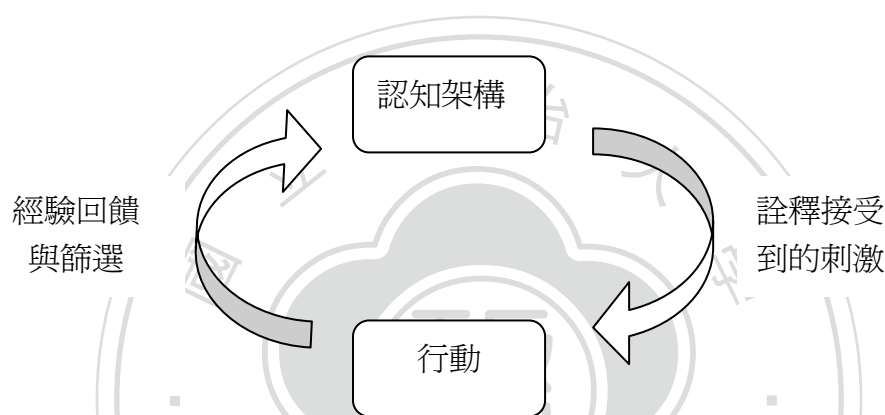 認知架構
經驗回饋
與篩選
詮釋接受
到的刺激
行動